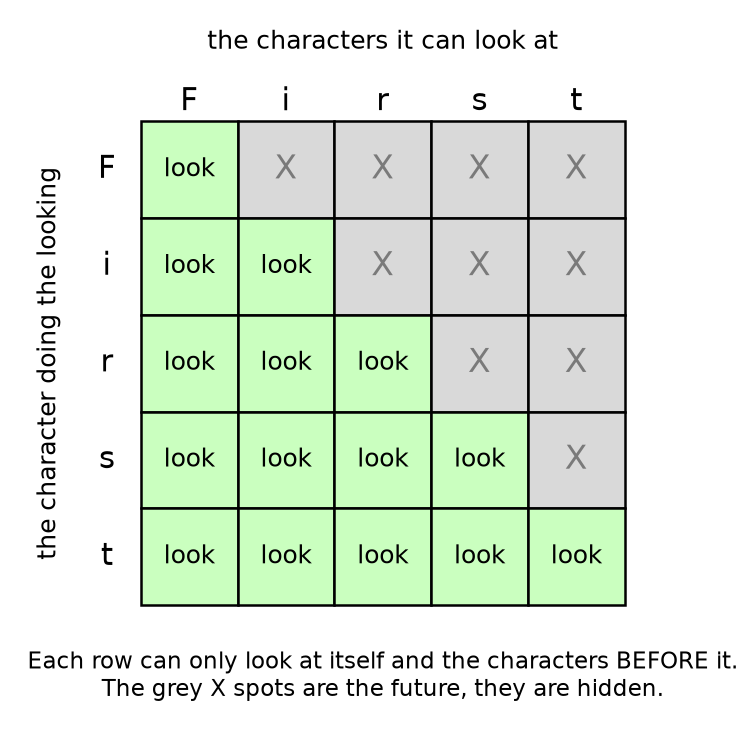 the characters it can look at
F i r s t
the character doing the looking
F look X X X X
i look look X X X
r look look look X X
s look look look look X
t look look look look look
Each row can only look at itself and the characters BEFORE it.
The grey X spots are the future, they are hidden.